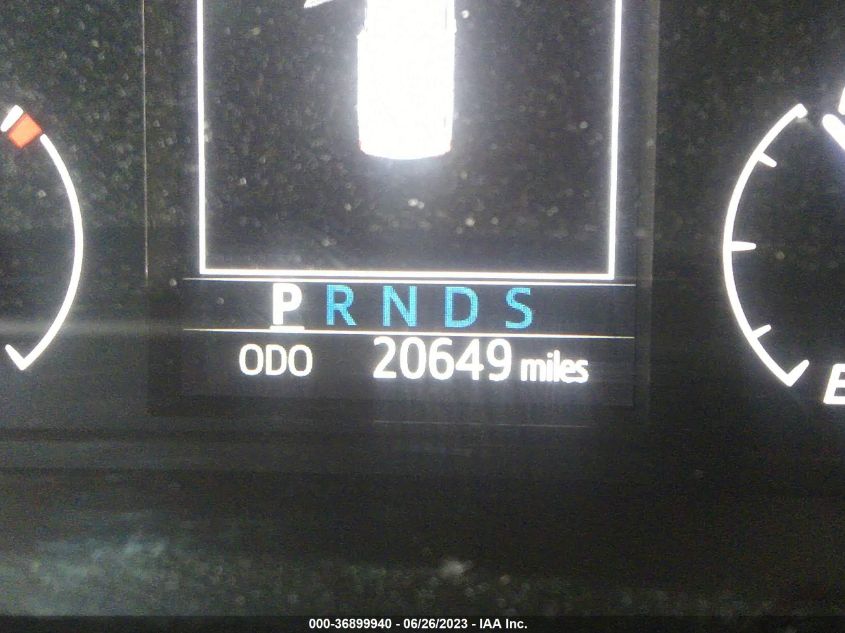 P R N D S
ODO 20649 miles
E
000-36899940 - 06/26/2023 - IAA Inc.